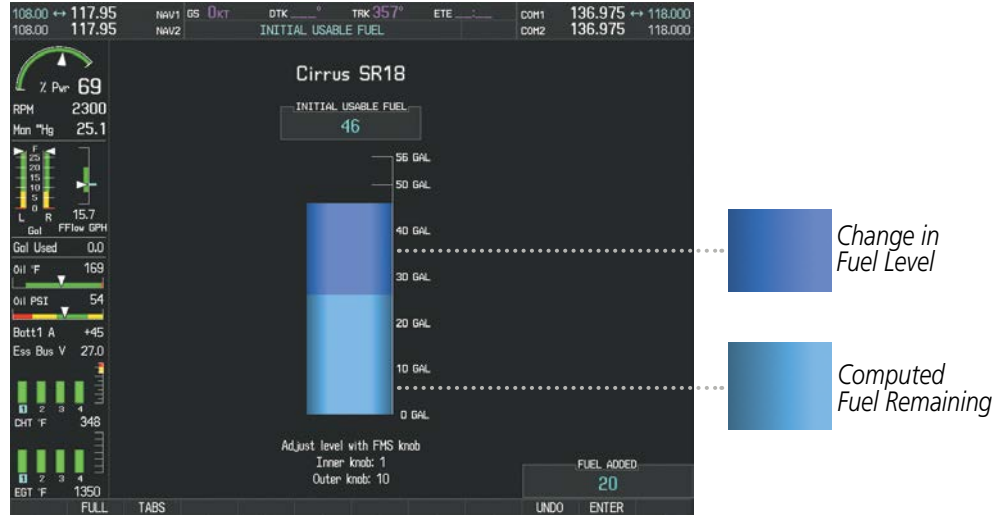 108.00 ↔ 117.95 NAV1 GS 0KT DTK ___° TRK 357° ETE __:__ COM1 136.975 ↔ 118.000
108.00 117.95 NAV2 INITIAL USABLE FUEL COM2 136.975 118.000
% Pwr 69
RPM 2300
Man "Hg 25.1
F
25
20
15
10
5
0
L R
Gal
15.7
FFlow GPH
Gal Used 0.0
Oil °F 169
Oil PSI 54
Batt1 A +45
Ess Bus V 27.0
1 2 3 4
CHT °F 348
1 2 3 4
EGT °F 1350
Cirrus SR18
INITIAL USABLE FUEL
46
56 GAL
50 GAL
40 GAL
30 GAL
20 GAL
10 GAL
0 GAL
Adjust level with FMS knob
Inner knob: 1
Outer knob: 10
FUEL ADDED
20
FULL TABS UNDO ENTER
Change in
Fuel Level
Computed
Fuel Remaining